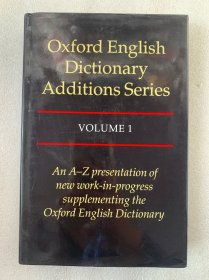 Oxford English
Dictionary
Additions Series
VOLUME 1
An A–Z presentation of
new work-in-progress
supplementing the
Oxford English Dictionary